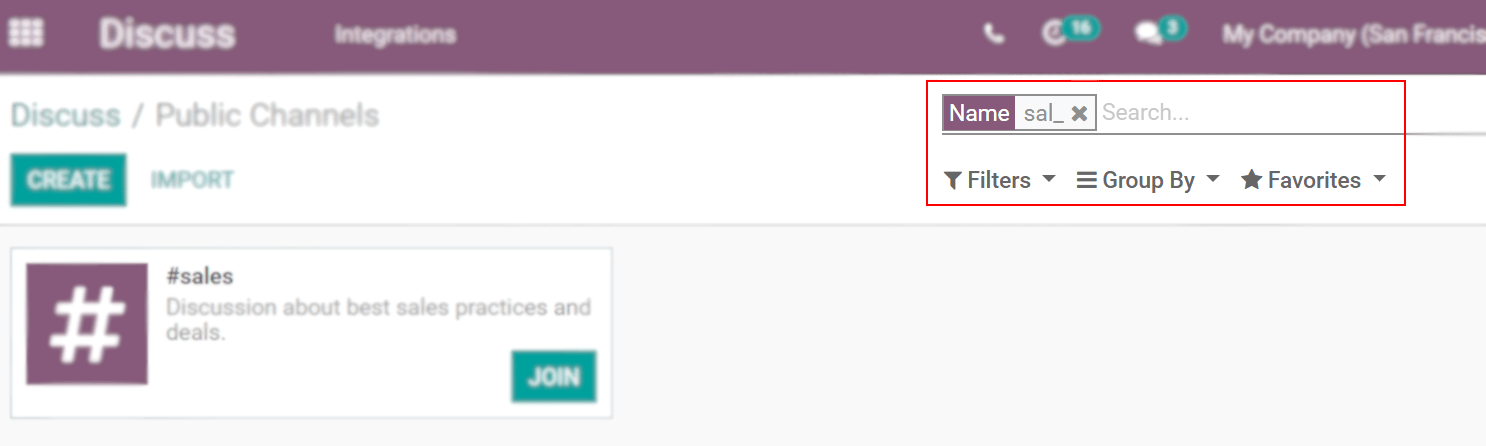 Discuss Integrations 16 3 My Company (San Francis
Discuss / Public Channels
Name sal_ Search...
CREATE IMPORT
Filters Group By Favorites
#sales
Discussion about best sales practices and
deals.
JOIN